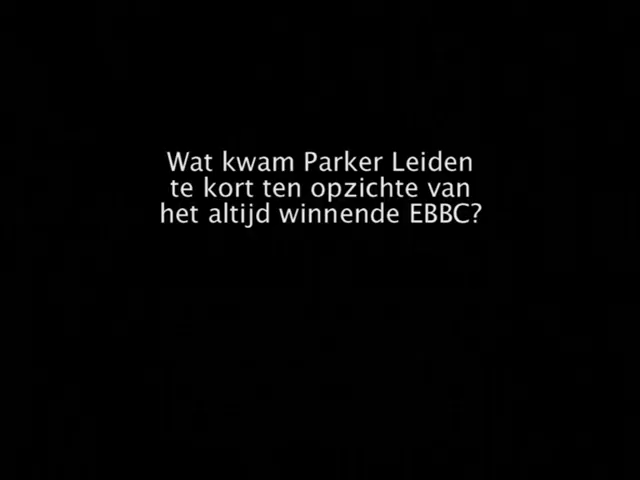 Wat kwam Parker Leiden
te kort ten opzichte van
het altijd winnende EBBC?